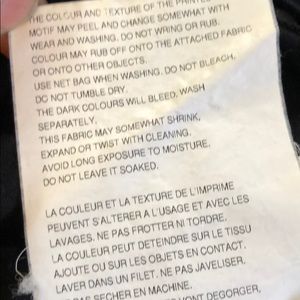 THE COLOUR AND TEXTURE OF THE PRINTED
MOTIF MAY PEEL AND CHANGE SOMEWHAT WITH
WEAR AND WASHING. DO NOT WRING OR RUB.
COLOUR MAY RUB OFF ONTO THE ATTACHED FABRIC
OR ONTO OTHER OBJECTS.
USE NET BAG WHEN WASHING. DO NOT BLEACH.
DO NOT TUMBLE DRY.
THE DARK COLOURS WILL BLEED. WASH
SEPARATELY.
THIS FABRIC MAY SOMEWHAT SHRINK,
EXPAND OR TWIST WITH CLEANING.
AVOID LONG EXPOSURE TO MOISTURE.
DO NOT LEAVE IT SOAKED.
LA COULEUR ET LA TEXTURE DE L'IMPRIME
PEUVENT S'ALTERER A L'USAGE ET AVEC LES
LAVAGES. NE PAS FROTTER NI TORDRE.
LA COULEUR PEUT DETEINDRE SUR LE TISSU
AJOUTE OU SUR LES OBJETS EN CONTACT.
LAVER DANS UN FILET. NE PAS JAVELISER.
PAS SECHER EN MACHINE.
VONT DEGORGER,